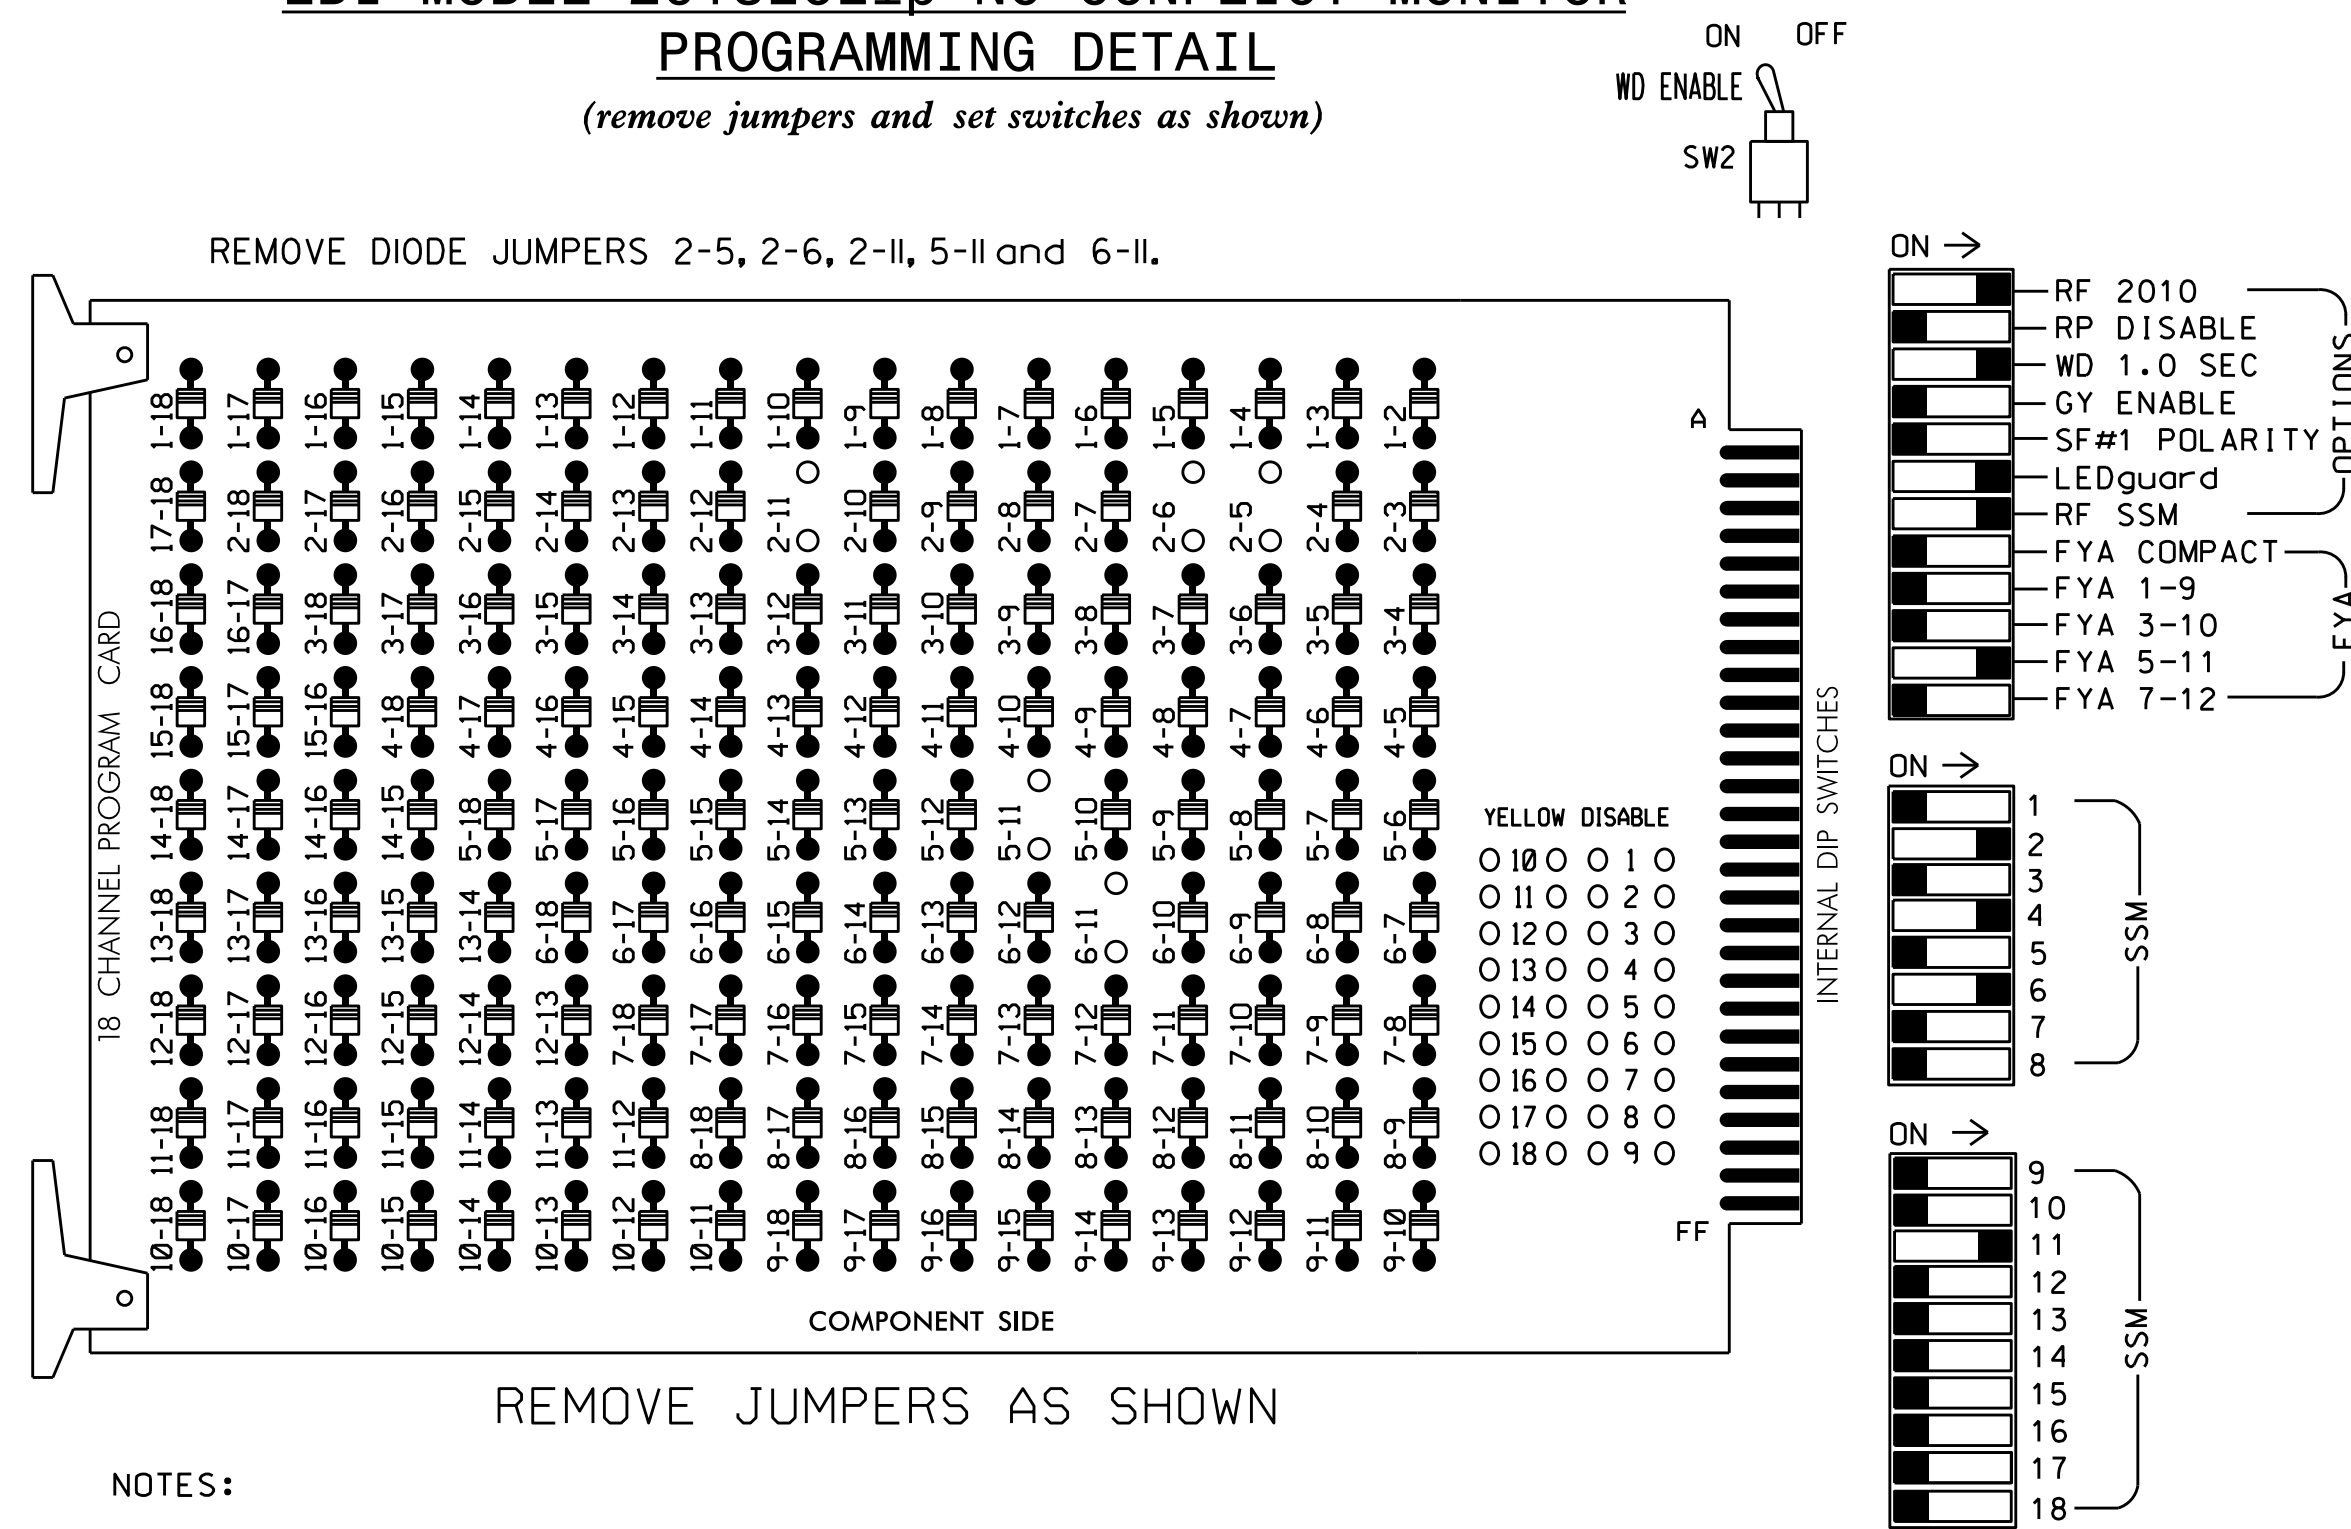 PROGRAMMING DETAIL
(remove jumpers and set switches as shown)
ON OFF
WD ENABLE
SW2
REMOVE DIODE JUMPERS 2-5, 2-6, 2-11, 5-11 and 6-11.
18 CHANNEL PROGRAM CARD
1-18 1-17 1-16 1-15 1-14 1-13 1-12 1-11 1-10 1-9 1-8 1-7 1-6 1-5 1-4 1-3 1-2
17-18 2-18 2-17 2-16 2-15 2-14 2-13 2-12 2-11 2-10 2-9 2-8 2-7 2-6 2-5 2-4 2-3
16-18 16-17 3-18 3-17 3-16 3-15 3-14 3-13 3-12 3-11 3-10 3-9 3-8 3-7 3-6 3-5 3-4
15-18 15-17 15-16 4-18 4-17 4-16 4-15 4-14 4-13 4-12 4-11 4-10 4-9 4-8 4-7 4-6 4-5
14-18 14-17 14-16 14-15 5-18 5-17 5-16 5-15 5-14 5-13 5-12 5-11 5-10 5-9 5-8 5-7 5-6
13-18 13-17 13-16 13-15 13-14 6-18 6-17 6-16 6-15 6-14 6-13 6-12 6-11 6-10 6-9 6-8 6-7
12-18 12-17 12-16 12-15 12-14 12-13 7-18 7-17 7-16 7-15 7-14 7-13 7-12 7-11 7-10 7-9 7-8
11-18 11-17 11-16 11-15 11-14 11-13 11-12 8-18 8-17 8-16 8-15 8-14 8-13 8-12 8-11 8-10 8-9
10-18 10-17 10-16 10-15 10-14 10-13 10-12 10-11 9-18 9-17 9-16 9-15 9-14 9-13 9-12 9-11 9-10
A
YELLOW DISABLE
10 1
11 2
12 3
13 4
14 5
15 6
16 7
17 8
18 9
FF
COMPONENT SIDE
INTERNAL DIP SWITCHES
ON
RF 2010
RP DISABLE
WD 1.0 SEC
GY ENABLE
SF#1 POLARITY
LEDguard
RF SSM
OPTIONS
FYA COMPACT
FYA 1-9
FYA 3-10
FYA 5-11
FYA 7-12
FYA
ON
1
2
3
4
5
6
7
8
SSM
ON
9
10
11
12
13
14
15
16
17
18
SSM
REMOVE JUMPERS AS SHOWN
NOTES: